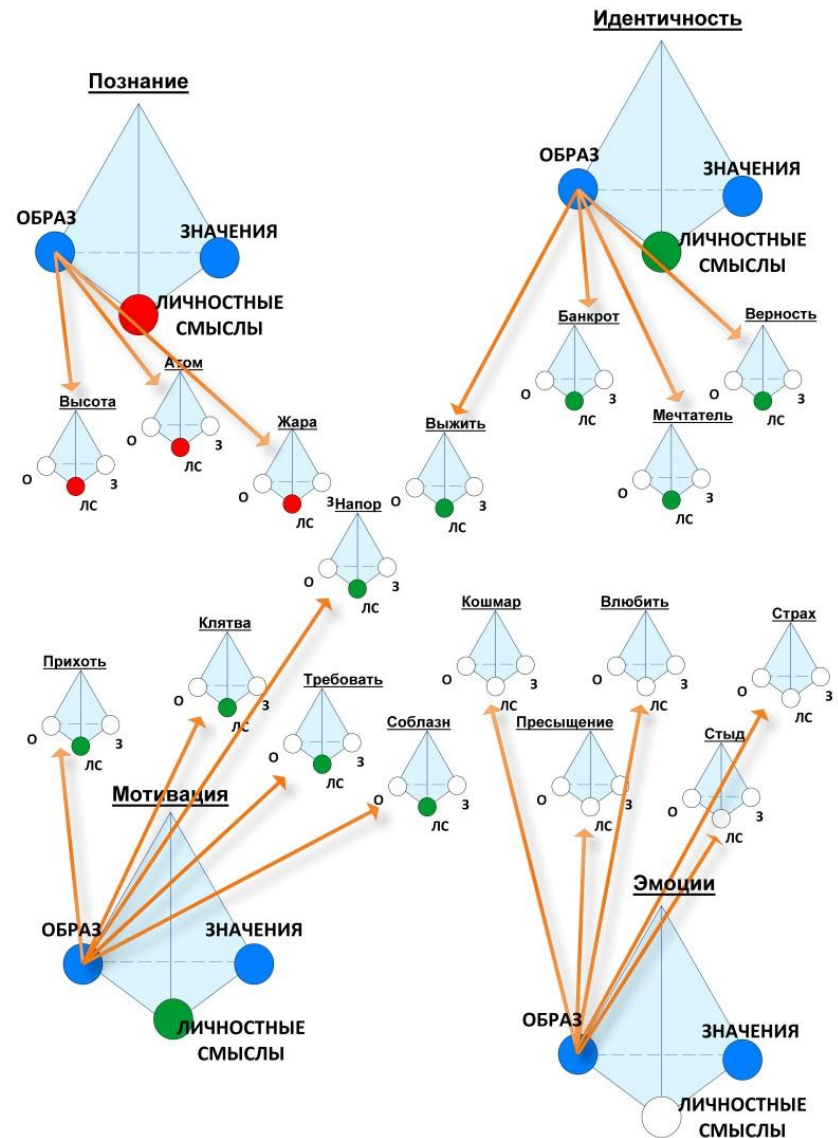 Идентичность
Познание
ОБРАЗ
ЗНАЧЕНИЯ
ОБРАЗ
ЗНАЧЕНИЯ
ЛИЧНОСТНЫЕ
СМЫСЛЫ
ЛИЧНОСТНЫЕ
СМЫСЛЫ
Банкрот
Верность
О
З
ЛС
О
З
ЛС
Атом
О
З
ЛС
Высота
О
З
ЛС
Жара
О
З
ЛС
Выжить
О
З
ЛС
Мечтатель
О
З
ЛС
Напор
О
З
ЛС
Кошмар
О
З
ЛС
Влюбить
О
З
ЛС
Страх
О
З
ЛС
Клятва
О
З
ЛС
Прихоть
О
З
ЛС
Требовать
О
З
ЛС
Соблазн
О
З
ЛС
Пресыщение
О
З
ЛС
Стыд
О
З
ЛС
Мотивация
ОБРАЗ
ЗНАЧЕНИЯ
ЛИЧНОСТНЫЕ
СМЫСЛЫ
Эмоции
ОБРАЗ
ЗНАЧЕНИЯ
ЛИЧНОСТНЫЕ
СМЫСЛЫ